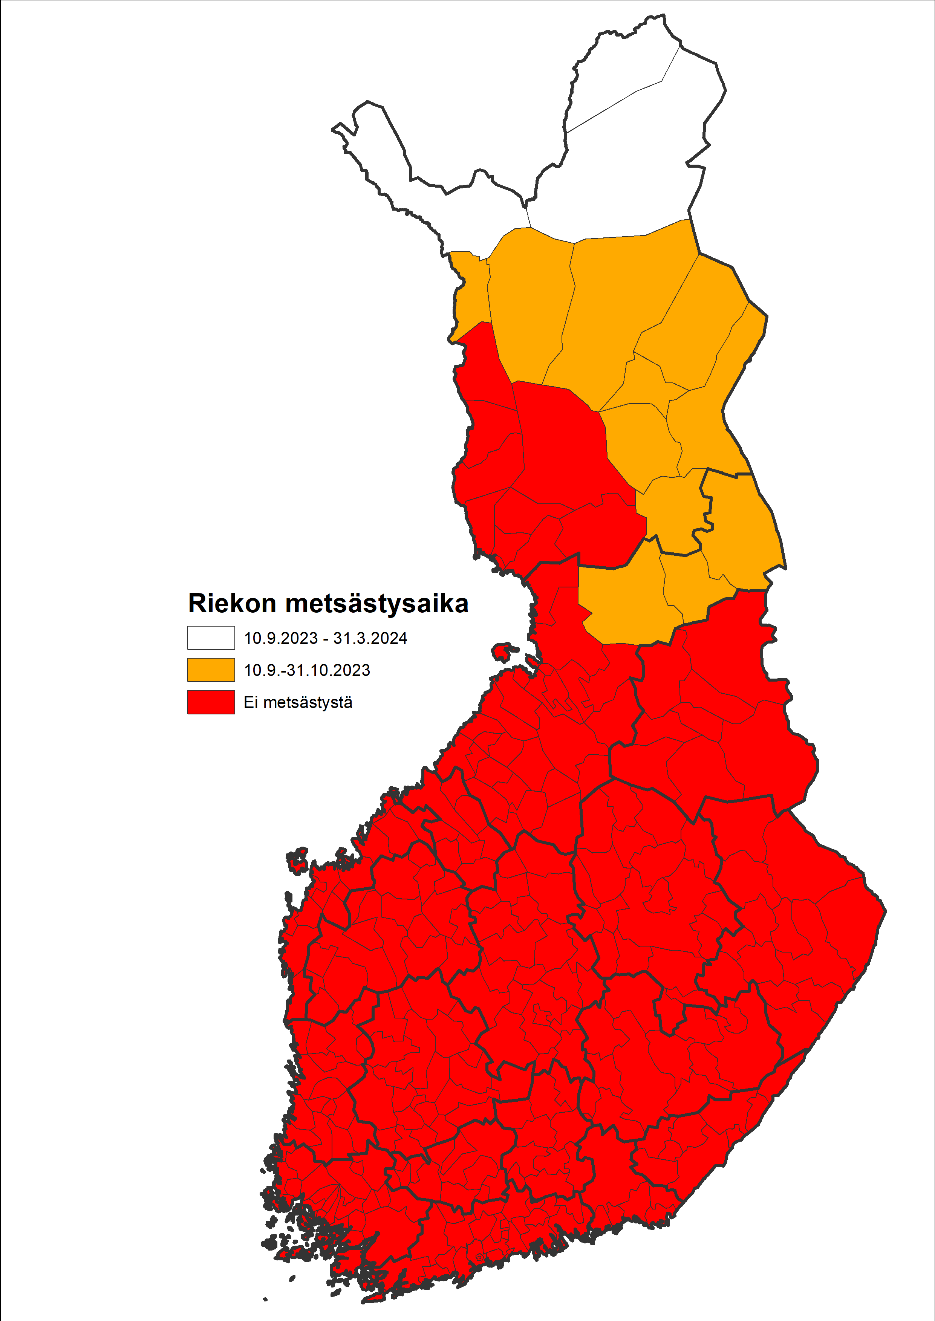 Riekon metsästysaika
10.9.2023 - 31.3.2024
10.9.-31.10.2023
Ei metsästystä